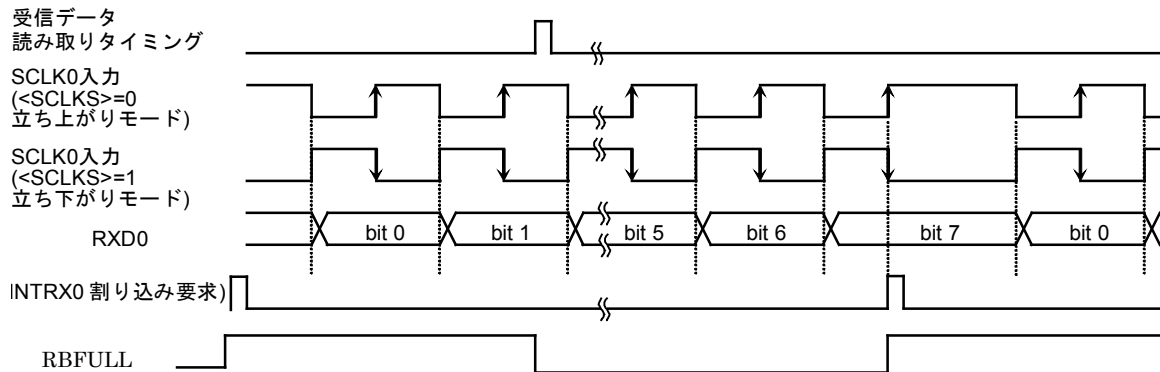 受信データ
読み取りタイミング
SCLK0入力
(<SCLKS>=0
立ち上がりモード)
SCLK0入力
(<SCLKS>=1
立ち下がりモード)
RXD0
bit 0
bit 1
bit 5
bit 6
bit 7
bit 0
INTRX0 割り込み要求)
RBFULL